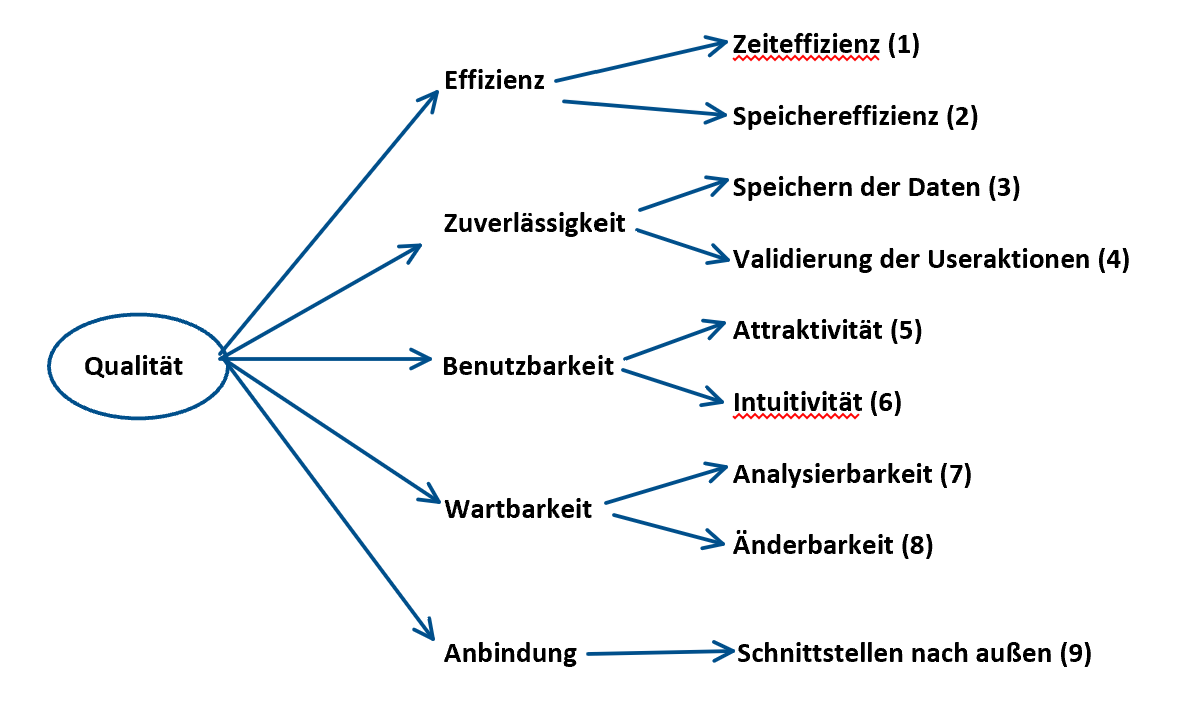 Qualität
Effizienz
Zeiteffizienz (1)
Speichereffizienz (2)
Zuverlässigkeit
Speichern der Daten (3)
Validierung der Useraktionen (4)
Benutzbarkeit
Attraktivität (5)
Intuitivität (6)
Wartbarkeit
Analysierbarkeit (7)
Änderbarkeit (8)
Anbindung
Schnittstellen nach außen (9)